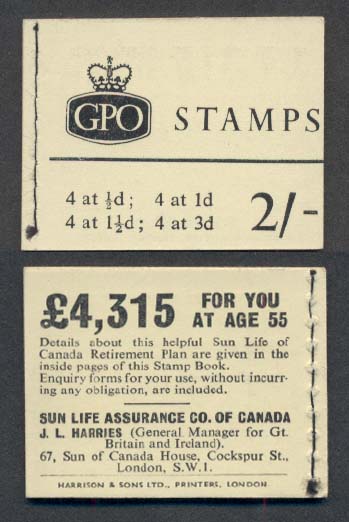 GPO STAMPS
4 at ½d; 4 at 1d
4 at 1½d; 4 at 3d 2/-
£4,315 FOR YOU
AT AGE 55
Details about this helpful Sun Life of
Canada Retirement Plan are given in the
inside pages of this Stamp Book.
Enquiry forms for your use, without incurr-
ing any obligation, are included.
SUN LIFE ASSURANCE CO. OF CANADA
J. L. HARRIES (General Manager for Gt.
Britain and Ireland).
67, Sun of Canada House, Cockspur St.,
London, S.W.1.
HARRISON & SONS LTD., PRINTERS, LONDON